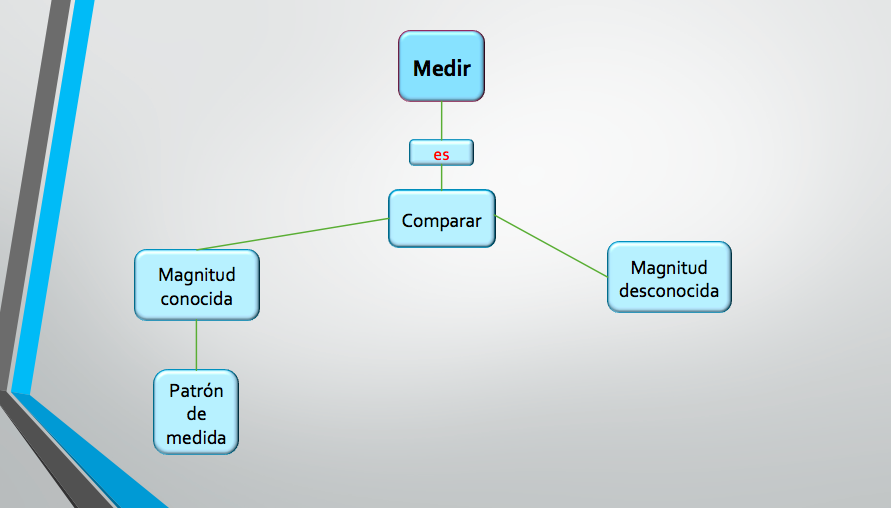 Medir
es
Comparar
Magnitud
conocida
Magnitud
desconocida
Patrón
de
medida